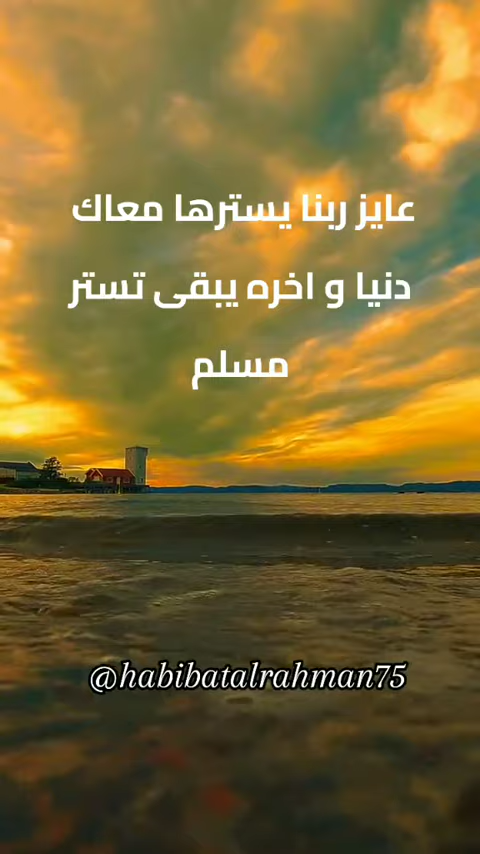 عايز ربنا يسترها معاك
دنيا و اخره يبقى تستر
مسلم
@habibatalrahman75